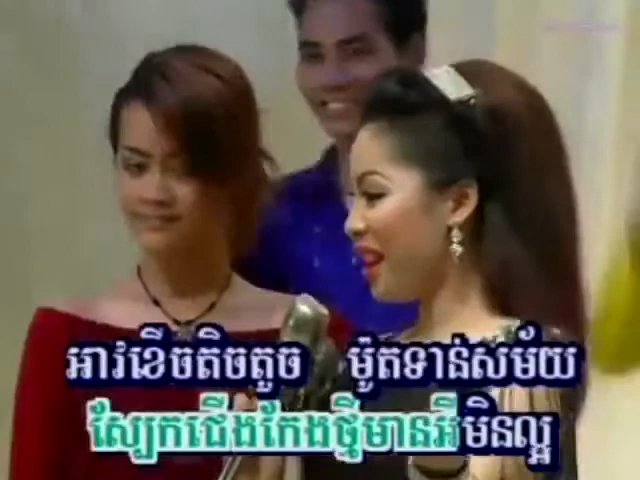 អាវខើចតិចតួច ម៉ូតទាន់សម័យ
ស្បែកជើងកែងថ្មីមានអីមិនល្អ